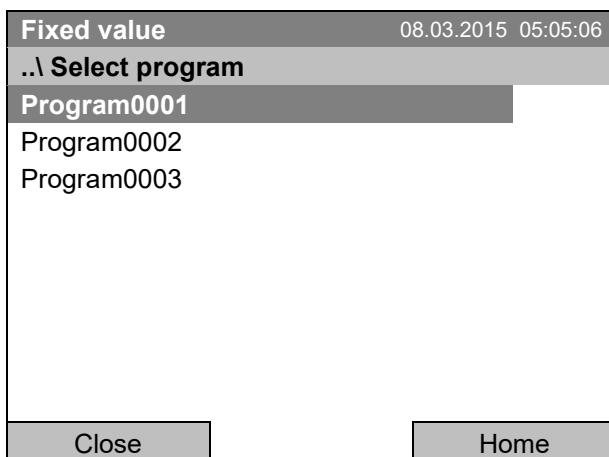 Fixed value 08.03.2015 05:05:06
..\ Select program
Program0001
Program0002
Program0003
Close Home